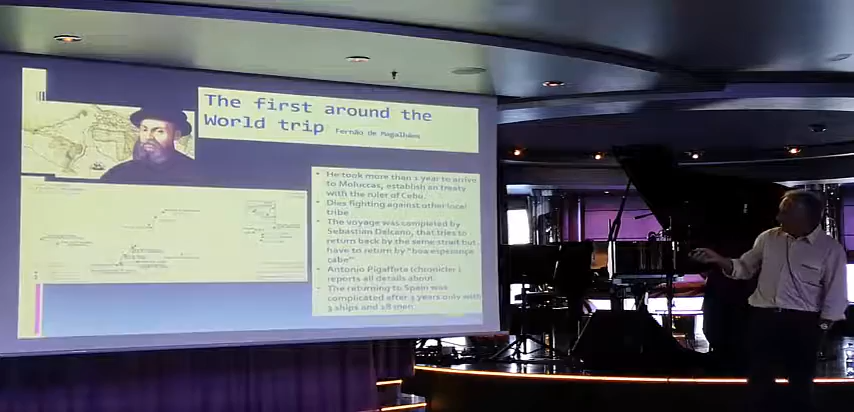 The first around the
World trip Fernão de Magalhães
• He took more than 1 year to arrive
to Moluccas, establish an treaty
with the ruler of Cebu.
• Dies fighting against other local
tribe.
• The voyage was completed by
Sebastian Delcano, that tries to
return back by the same strait but
have to return by "boa esperança
cabe"
• Antonio Pigaffeta (chronicler)
reports all details about.
• The returning to Spain was
complicated after 3 years only with
3 ships and 18 men